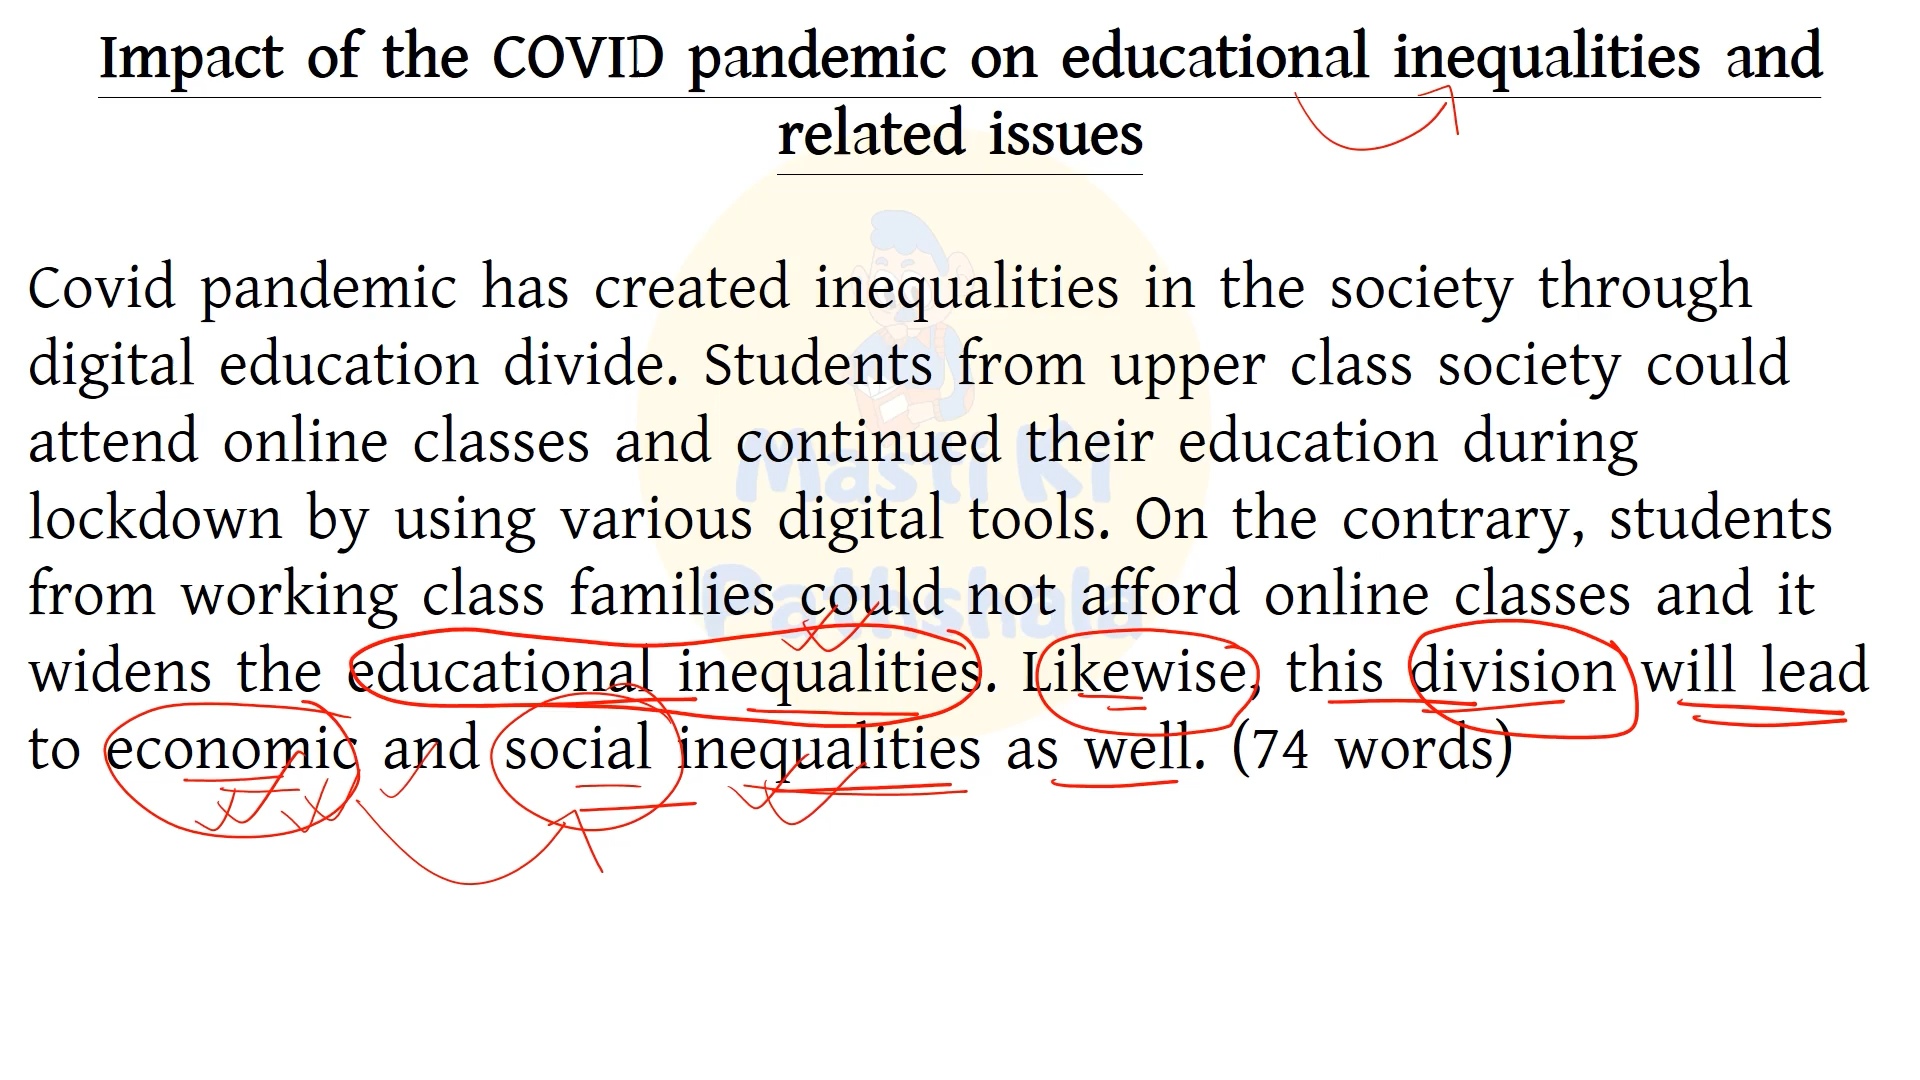 Impact of the COVID pandemic on educational inequalities and
related issues
Covid pandemic has created inequalities in the society through
digital education divide. Students from upper class society could
attend online classes and continued their education during
lockdown by using various digital tools. On the contrary, students
from working class families could not afford online classes and it
widens the educational inequalities. Likewise, this division will lead
to economic and social inequalities as well. (74 words)
Masti Ki
Pathshala